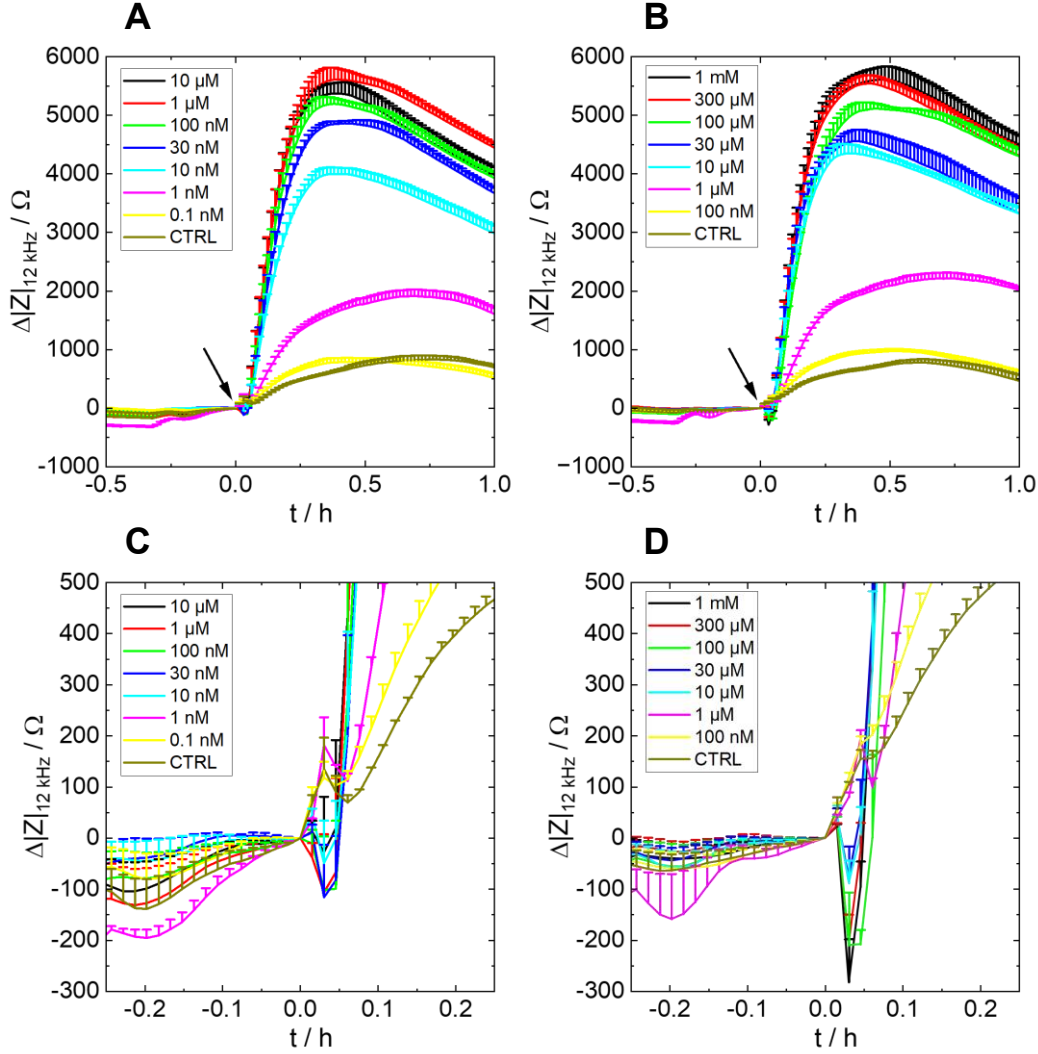 A
6000
5000
4000
3000
2000
1000
0
-1000
Δ|Z|12 kHz / Ω
10 µM
1 µM
100 nM
30 nM
10 nM
1 nM
0.1 nM
CTRL
-0.5 0.0 0.5 1.0
t / h
B
6000
5000
4000
3000
2000
1000
0
−1000
Δ|Z|12 kHz / Ω
1 mM
300 µM
100 µM
30 µM
10 µM
1 µM
100 nM
CTRL
−0.5 0.0 0.5 1.0
t / h
C
500
400
300
200
100
0
-100
-200
-300
Δ|Z|12 kHz / Ω
10 µM
1 µM
100 nM
30 nM
10 nM
1 nM
0.1 nM
CTRL
-0.2 -0.1 0.0 0.1 0.2
t / h
D
500
400
300
200
100
0
-100
-200
-300
Δ|Z|12 kHz / Ω
1 mM
300 µM
100 µM
30 µM
10 µM
1 µM
100 nM
CTRL
-0.2 -0.1 0.0 0.1 0.2
t / h